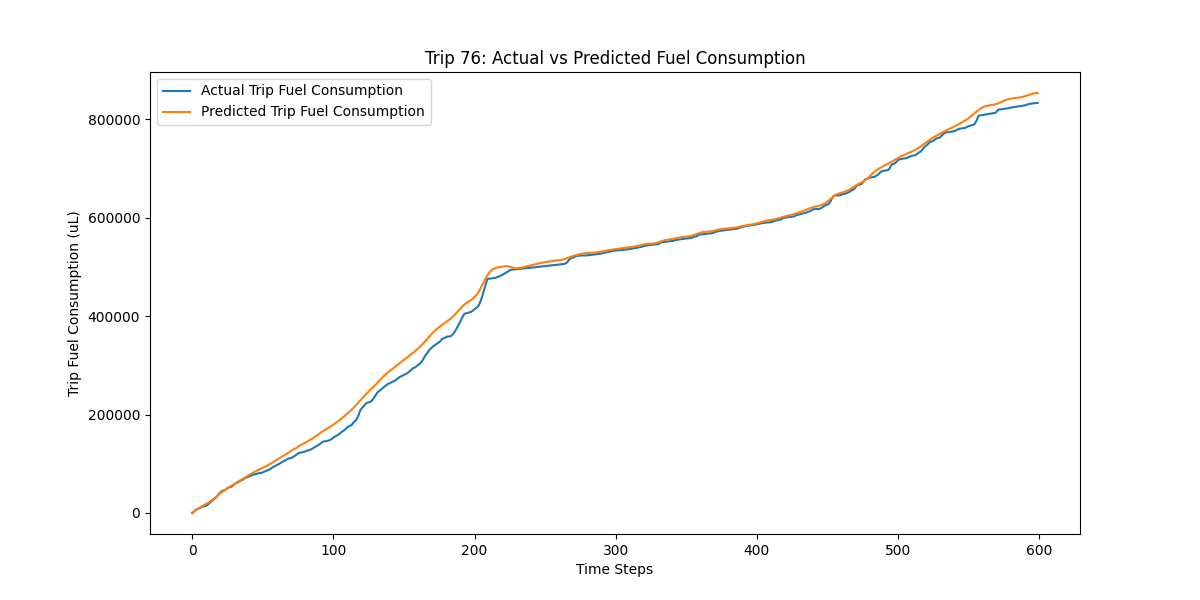 Trip 76: Actual vs Predicted Fuel Consumption
Actual Trip Fuel Consumption
Predicted Trip Fuel Consumption
Trip Fuel Consumption (uL)
800000
600000
400000
200000
0
0 100 200 300 400 500 600
Time Steps